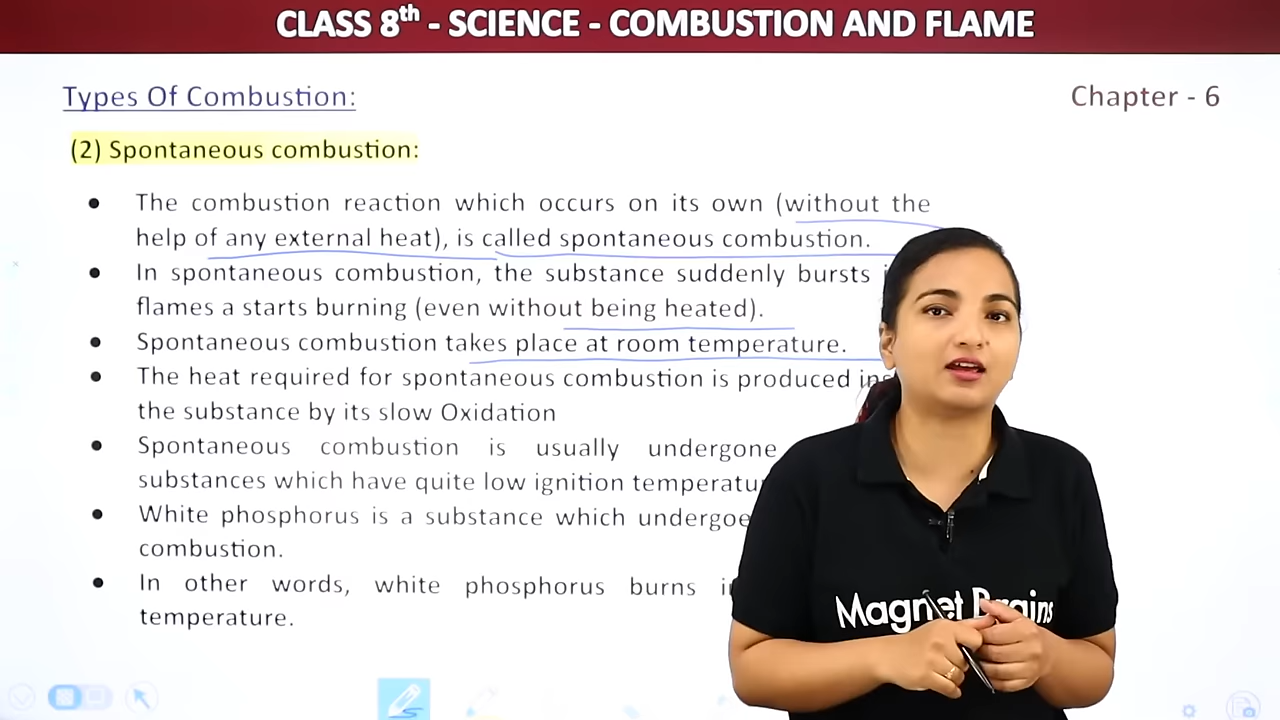 CLASS 8th - SCIENCE - COMBUSTION AND FLAME
Types Of Combustion:
Chapter - 6
(2) Spontaneous combustion:
• The combustion reaction which occurs on its own (without the
help of any external heat), is called spontaneous combustion.
• In spontaneous combustion, the substance suddenly bursts
flames a starts burning (even without being heated).
• Spontaneous combustion takes place at room temperature.
• The heat required for spontaneous combustion is produced
the substance by its slow Oxidation
• Spontaneous combustion is usually undergone
substances which have quite low ignition
• White phosphorus is a substance which
combustion.
• In other words, white phosphorus burns
temperature.
Magnet Brains